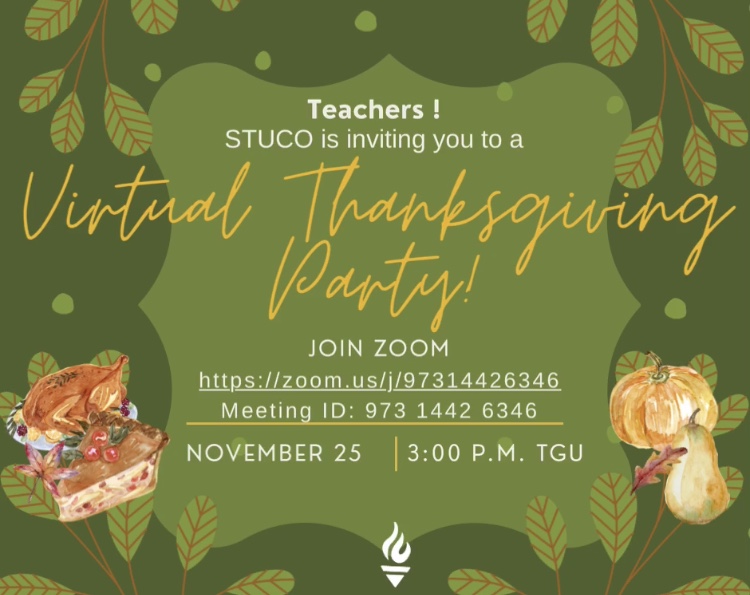 Teachers !
STUCO is inviting you to a
Virtual Thanksgiving
Party!
JOIN ZOOM
https://zoom.us/j/97314426346
Meeting ID: 973 1442 6346
NOVEMBER 25 | 3:00 P.M. TGU